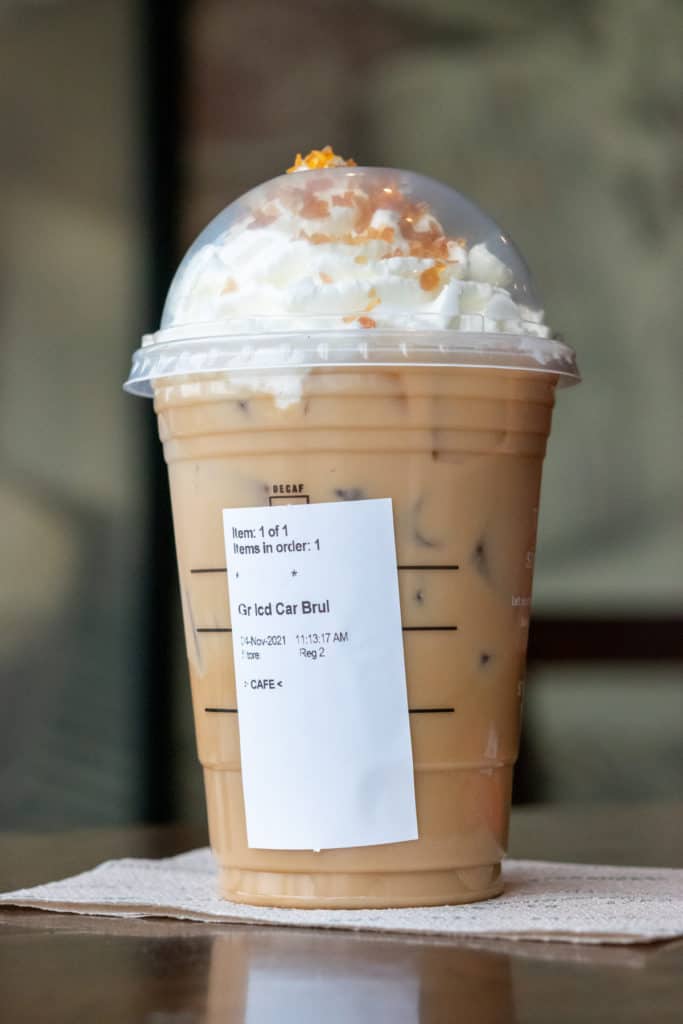 DECAF
Item: 1 of 1
Items in order: 1
* *
Gr Icd Car Brul
04-Nov-2021 11:13:17 AM
Store Reg 2
> CAFE <